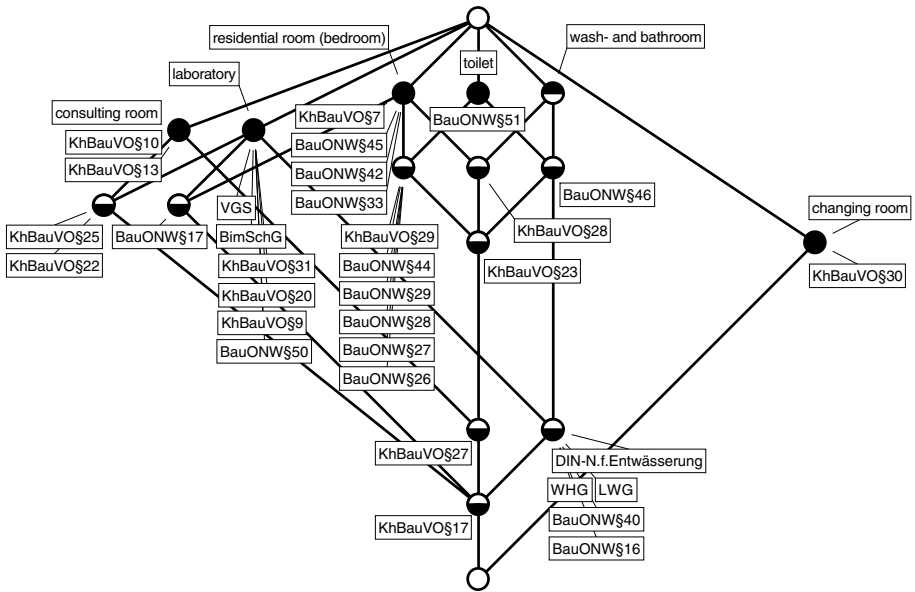 residential room (bedroom)
wash- and bathroom
toilet
laboratory
consulting room
KhBauVO§7
BauONW§51
KhBauVO§10
BauONW§45
KhBauVO§13
BauONW§42
BauONW§33
BauONW§46
VGS
changing room
KhBauVO§25
BauONW§17
BimSchG
KhBauVO§29
KhBauVO§28
KhBauVO§22
KhBauVO§31
BauONW§44
KhBauVO§23
KhBauVO§30
KhBauVO§20
BauONW§29
KhBauVO§9
BauONW§28
BauONW§50
BauONW§27
BauONW§26
KhBauVO§27
DIN-N.f.Entwässerung
WHG
LWG
KhBauVO§17
BauONW§40
BauONW§16